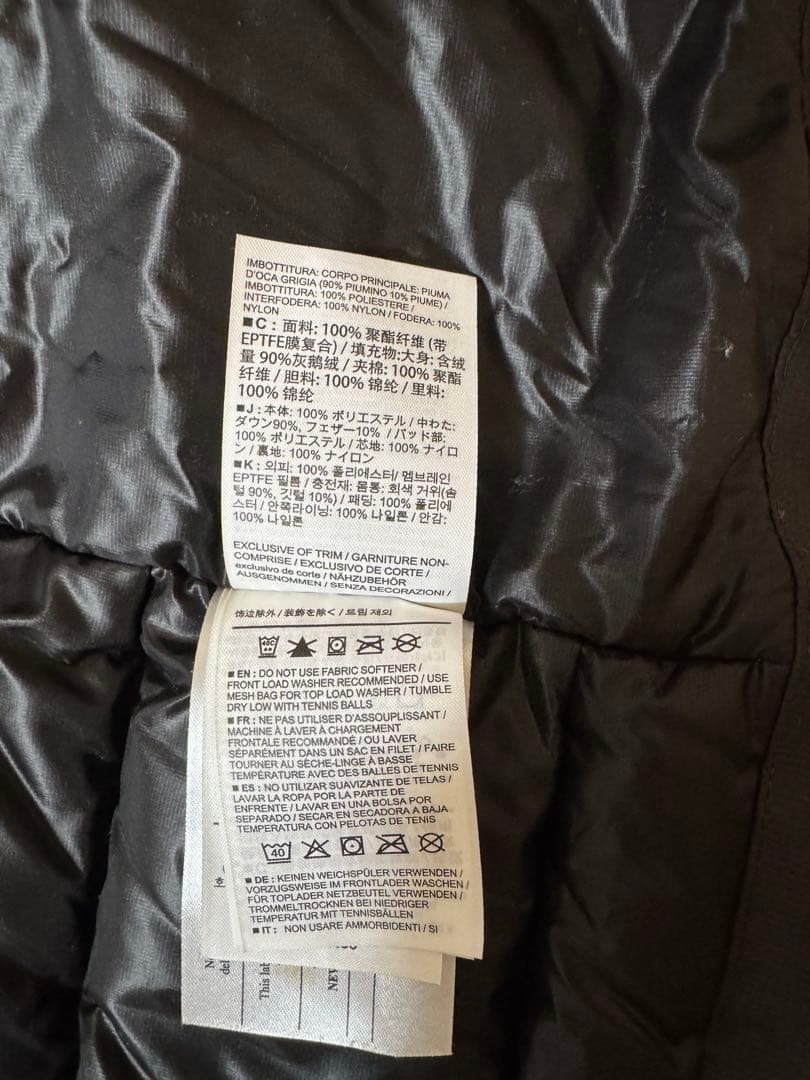 IMBOTTITURA: CORPO PRINCIPALE: PIUMA
D'OCA GRIGIA (90% PIUMINO 10% PIUME) /
IMBOTTITURA: 100% POLIESTERE /
INTERFODERA: 100% NYLON / FODERA: 100%
NYLON
■C: 面料: 100% 聚酯纤维 (带
EPTFE膜复合) / 填充物:大身: 含绒
量 90%灰鹅绒 / 夹棉: 100% 聚酯
纤维 / 胆料: 100% 锦纶 / 里料:
100% 锦纶
■J : 本体: 100% ポリエステル / 中わた:
ダウン90%, フェザー10% / パッド部:
100% ポリエステル / 芯地: 100% ナイロ
ン / 裏地: 100% ナイロン
■K : 외피: 100% 폴리에스터/ 멤브레인
EPTFE 필름 / 충전재: 몸통: 회색 거위(솜
털 90%, 깃털 10%) / 패딩: 100% 폴리에
스터 / 안쪽라이닝: 100% 나일론 / 안감:
100% 나일론
EXCLUSIVE OF TRIM / GARNITURE NON-
COMPRISE / EXCLUSIVO DE CORTE /
exclusivo de corte / NÄHZUBEHÖR
AUSGENOMMEN / SENZA DECORAZIONI /
饰边除外 / 装飾を除く / 트림 제외
40C
■ EN : DO NOT USE FABRIC SOFTENER /
FRONT LOAD WASHER RECOMMENDED / USE
MESH BAG FOR TOP LOAD WASHER / TUMBLE
DRY LOW WITH TENNIS BALLS
■ FR : NE PAS UTILISER D'ASSOUPLISSANT /
MACHINE À LAVER À CHARGEMENT
FRONTALE RECOMMANDÉ / OU LAVER
SÉPARÉMENT DANS UN SAC EN FILET / FAIRE
TOURNER AU SÈCHE-LINGE À BASSE
TEMPÉRATURE AVEC DES BALLES DE TENNIS
■ ES : NO UTILIZAR SUAVIZANTE DE TELAS /
LAVAR LA ROPA POR LA PARTE DE
ENFRENTE / LAVAR EN UNA BOLSA POR
SEPARADO / SECAR EN SECADORA A BAJA
TEMPERATURA CON PELOTAS DE TENIS
40
■ DE : KEINEN WEICHSPÜLER VERWENDEN /
VORZUGSWEISE IM FRONTLADER WASCHEN /
FÜR TOPLADER NETZBEUTEL VERWENDEN /
TROMMELTROCKNEN BEI NIEDRIGER
TEMPERATUR MIT TENNISBÄLLEN
■ IT : NON USARE AMMORBIDENTI / SI
This
NEW